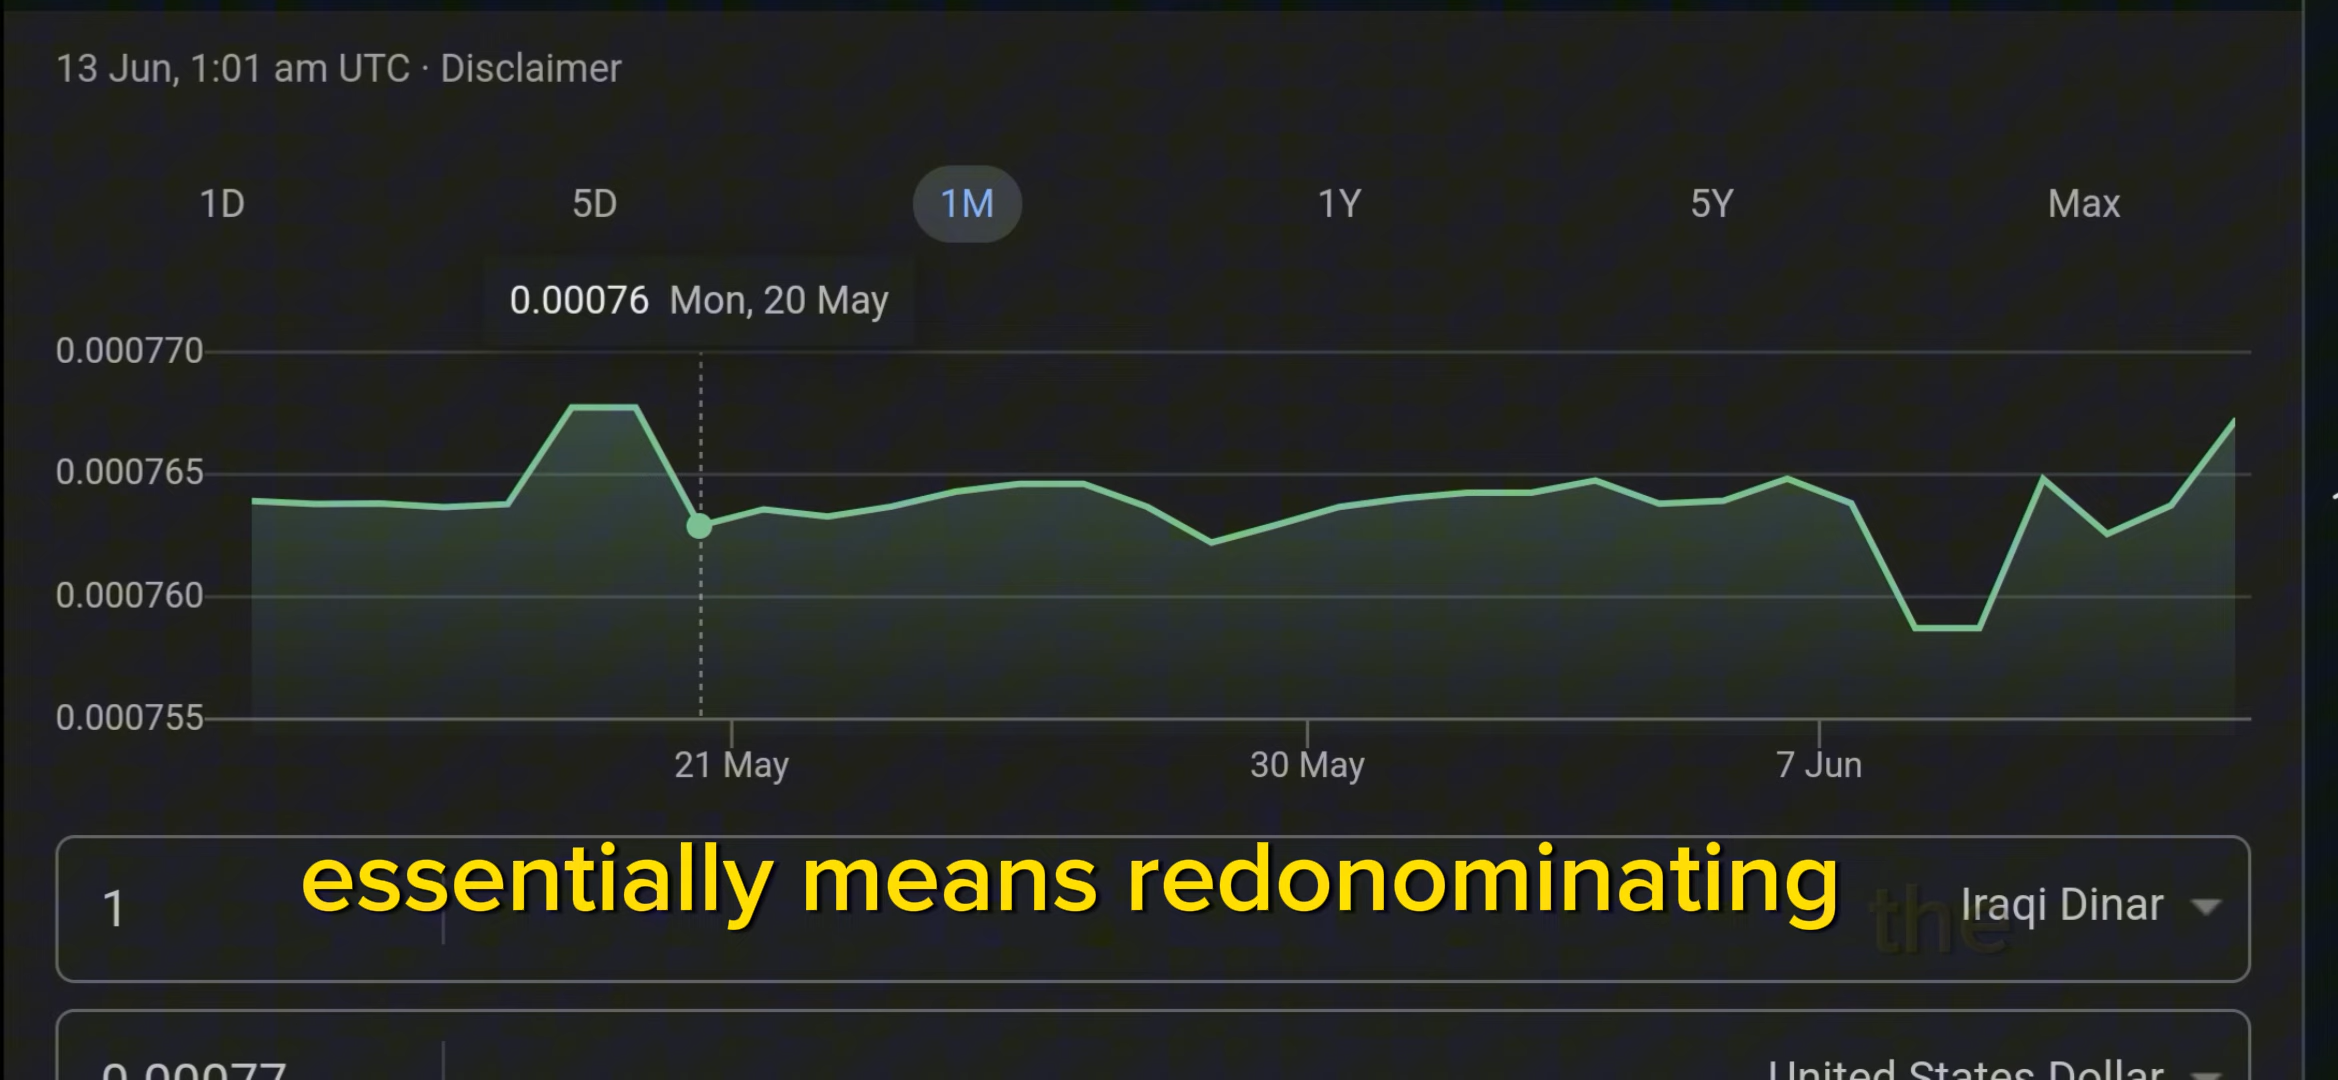 13 Jun, 1:01 am UTC · Disclaimer
1D 5D 1M 1Y 5Y Max
0.00076 Mon, 20 May
0.000770
0.000765
0.000760
0.000755
21 May 30 May 7 Jun
essentially means redonominating the
1 Iraqi Dinar
0.00077 United States Dollar